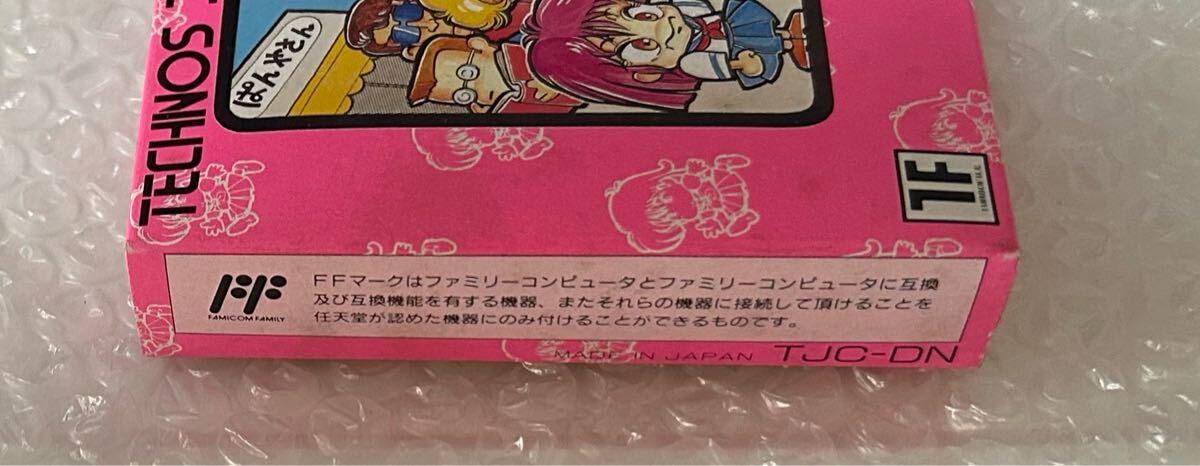 TECHNOS
ぱんやさん
1F
FF
FAMICOM FAMILY
FFマークはファミリーコンピュータとファミリーコンピュータに互換
及び互換機能を有する機器、またそれらの機器に接続して頂けることを
任天堂が認めた機器にのみ付けることができるものです。
MADE IN JAPAN TJC-DN